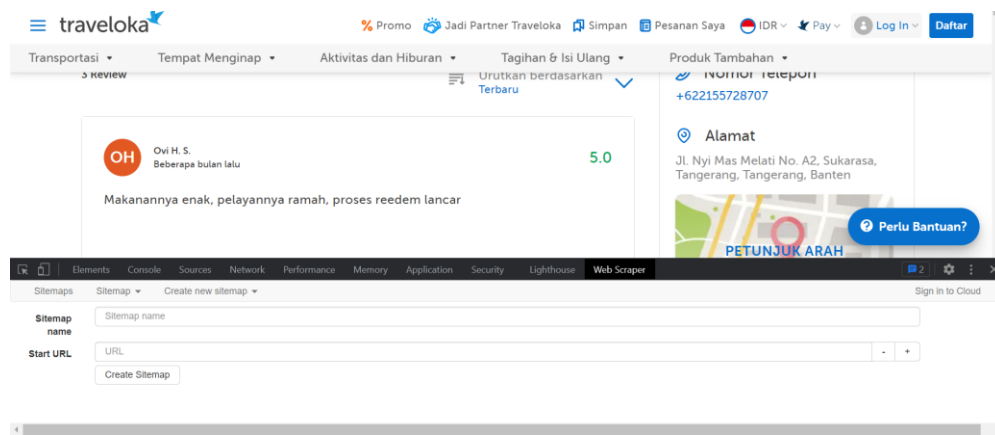 traveloka
% Promo Jadi Partner Traveloka Simpan Pesanan Saya IDR Pay Log In Daftar
Transportasi Tempat Menginap Aktivitas dan Hiburan Tagihan & Isi Ulang Produk Tambahan
3 Review
Urutkan berdasarkan
Terbaru
Nomor Telepon
+622155728707
OH
Ovi H. S.
Beberapa bulan lalu
5.0
Makanannya enak, pelayannya ramah, proses reedem lancar
Alamat
Jl. Nyi Mas Melati No. A2, Sukarasa,
Tangerang, Tangerang, Banten
PETUNJUK ARAH
? Perlu Bantuan?
Elements Console Sources Network Performance Memory Application Security Lighthouse Web Scraper 2
Sitemaps Sitemap Create new sitemap Sign in to Cloud
Sitemap
name
Sitemap name
Start URL URL - +
Create Sitemap